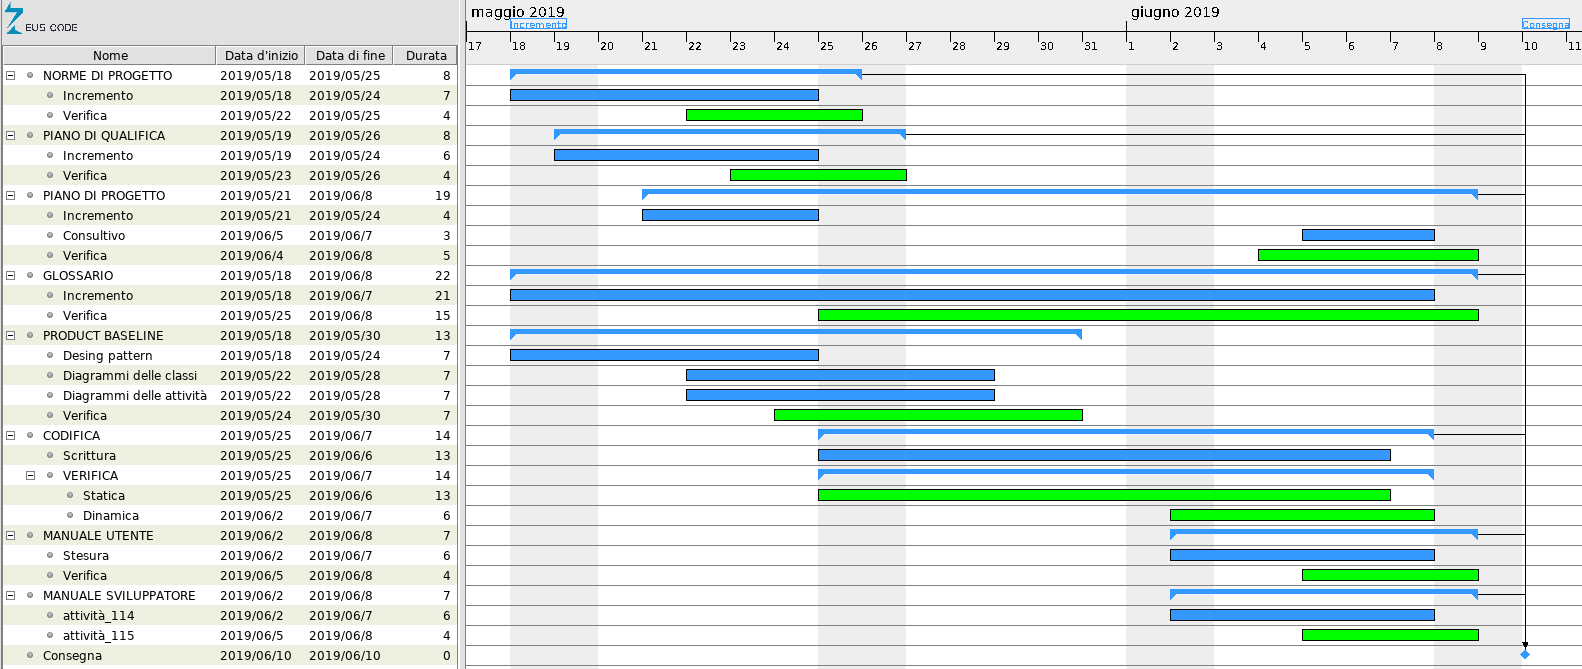 ZEUS CODE
maggio 2019
giugno 2019
Incremento
Consegna
17 18 19 20 21 22 23 24 25 26 27 28 29 30 31 1 2 3 4 5 6 7 8 9 10 11
Nome Data d'inizio Data di fine Durata
NORME DI PROGETTO 2019/05/18 2019/05/25 8
Incremento 2019/05/18 2019/05/24 7
Verifica 2019/05/22 2019/05/25 4
PIANO DI QUALIFICA 2019/05/19 2019/05/26 8
Incremento 2019/05/19 2019/05/24 6
Verifica 2019/05/23 2019/05/26 4
PIANO DI PROGETTO 2019/05/21 2019/06/8 19
Incremento 2019/05/21 2019/05/24 4
Consultivo 2019/06/5 2019/06/7 3
Verifica 2019/06/4 2019/06/8 5
GLOSSARIO 2019/05/18 2019/06/8 22
Incremento 2019/05/18 2019/06/7 21
Verifica 2019/05/25 2019/06/8 15
PRODUCT BASELINE 2019/05/18 2019/05/30 13
Desing pattern 2019/05/18 2019/05/24 7
Diagrammi delle classi 2019/05/22 2019/05/28 7
Diagrammi delle attività 2019/05/22 2019/05/28 7
Verifica 2019/05/24 2019/05/30 7
CODIFICA 2019/05/25 2019/06/7 14
Scrittura 2019/05/25 2019/06/6 13
VERIFICA 2019/05/25 2019/06/7 14
Statica 2019/05/25 2019/06/6 13
Dinamica 2019/06/2 2019/06/7 6
MANUALE UTENTE 2019/06/2 2019/06/8 7
Stesura 2019/06/2 2019/06/7 6
Verifica 2019/06/5 2019/06/8 4
MANUALE SVILUPPATORE 2019/06/2 2019/06/8 7
attività_114 2019/06/2 2019/06/7 6
attività_115 2019/06/5 2019/06/8 4
Consegna 2019/06/10 2019/06/10 0